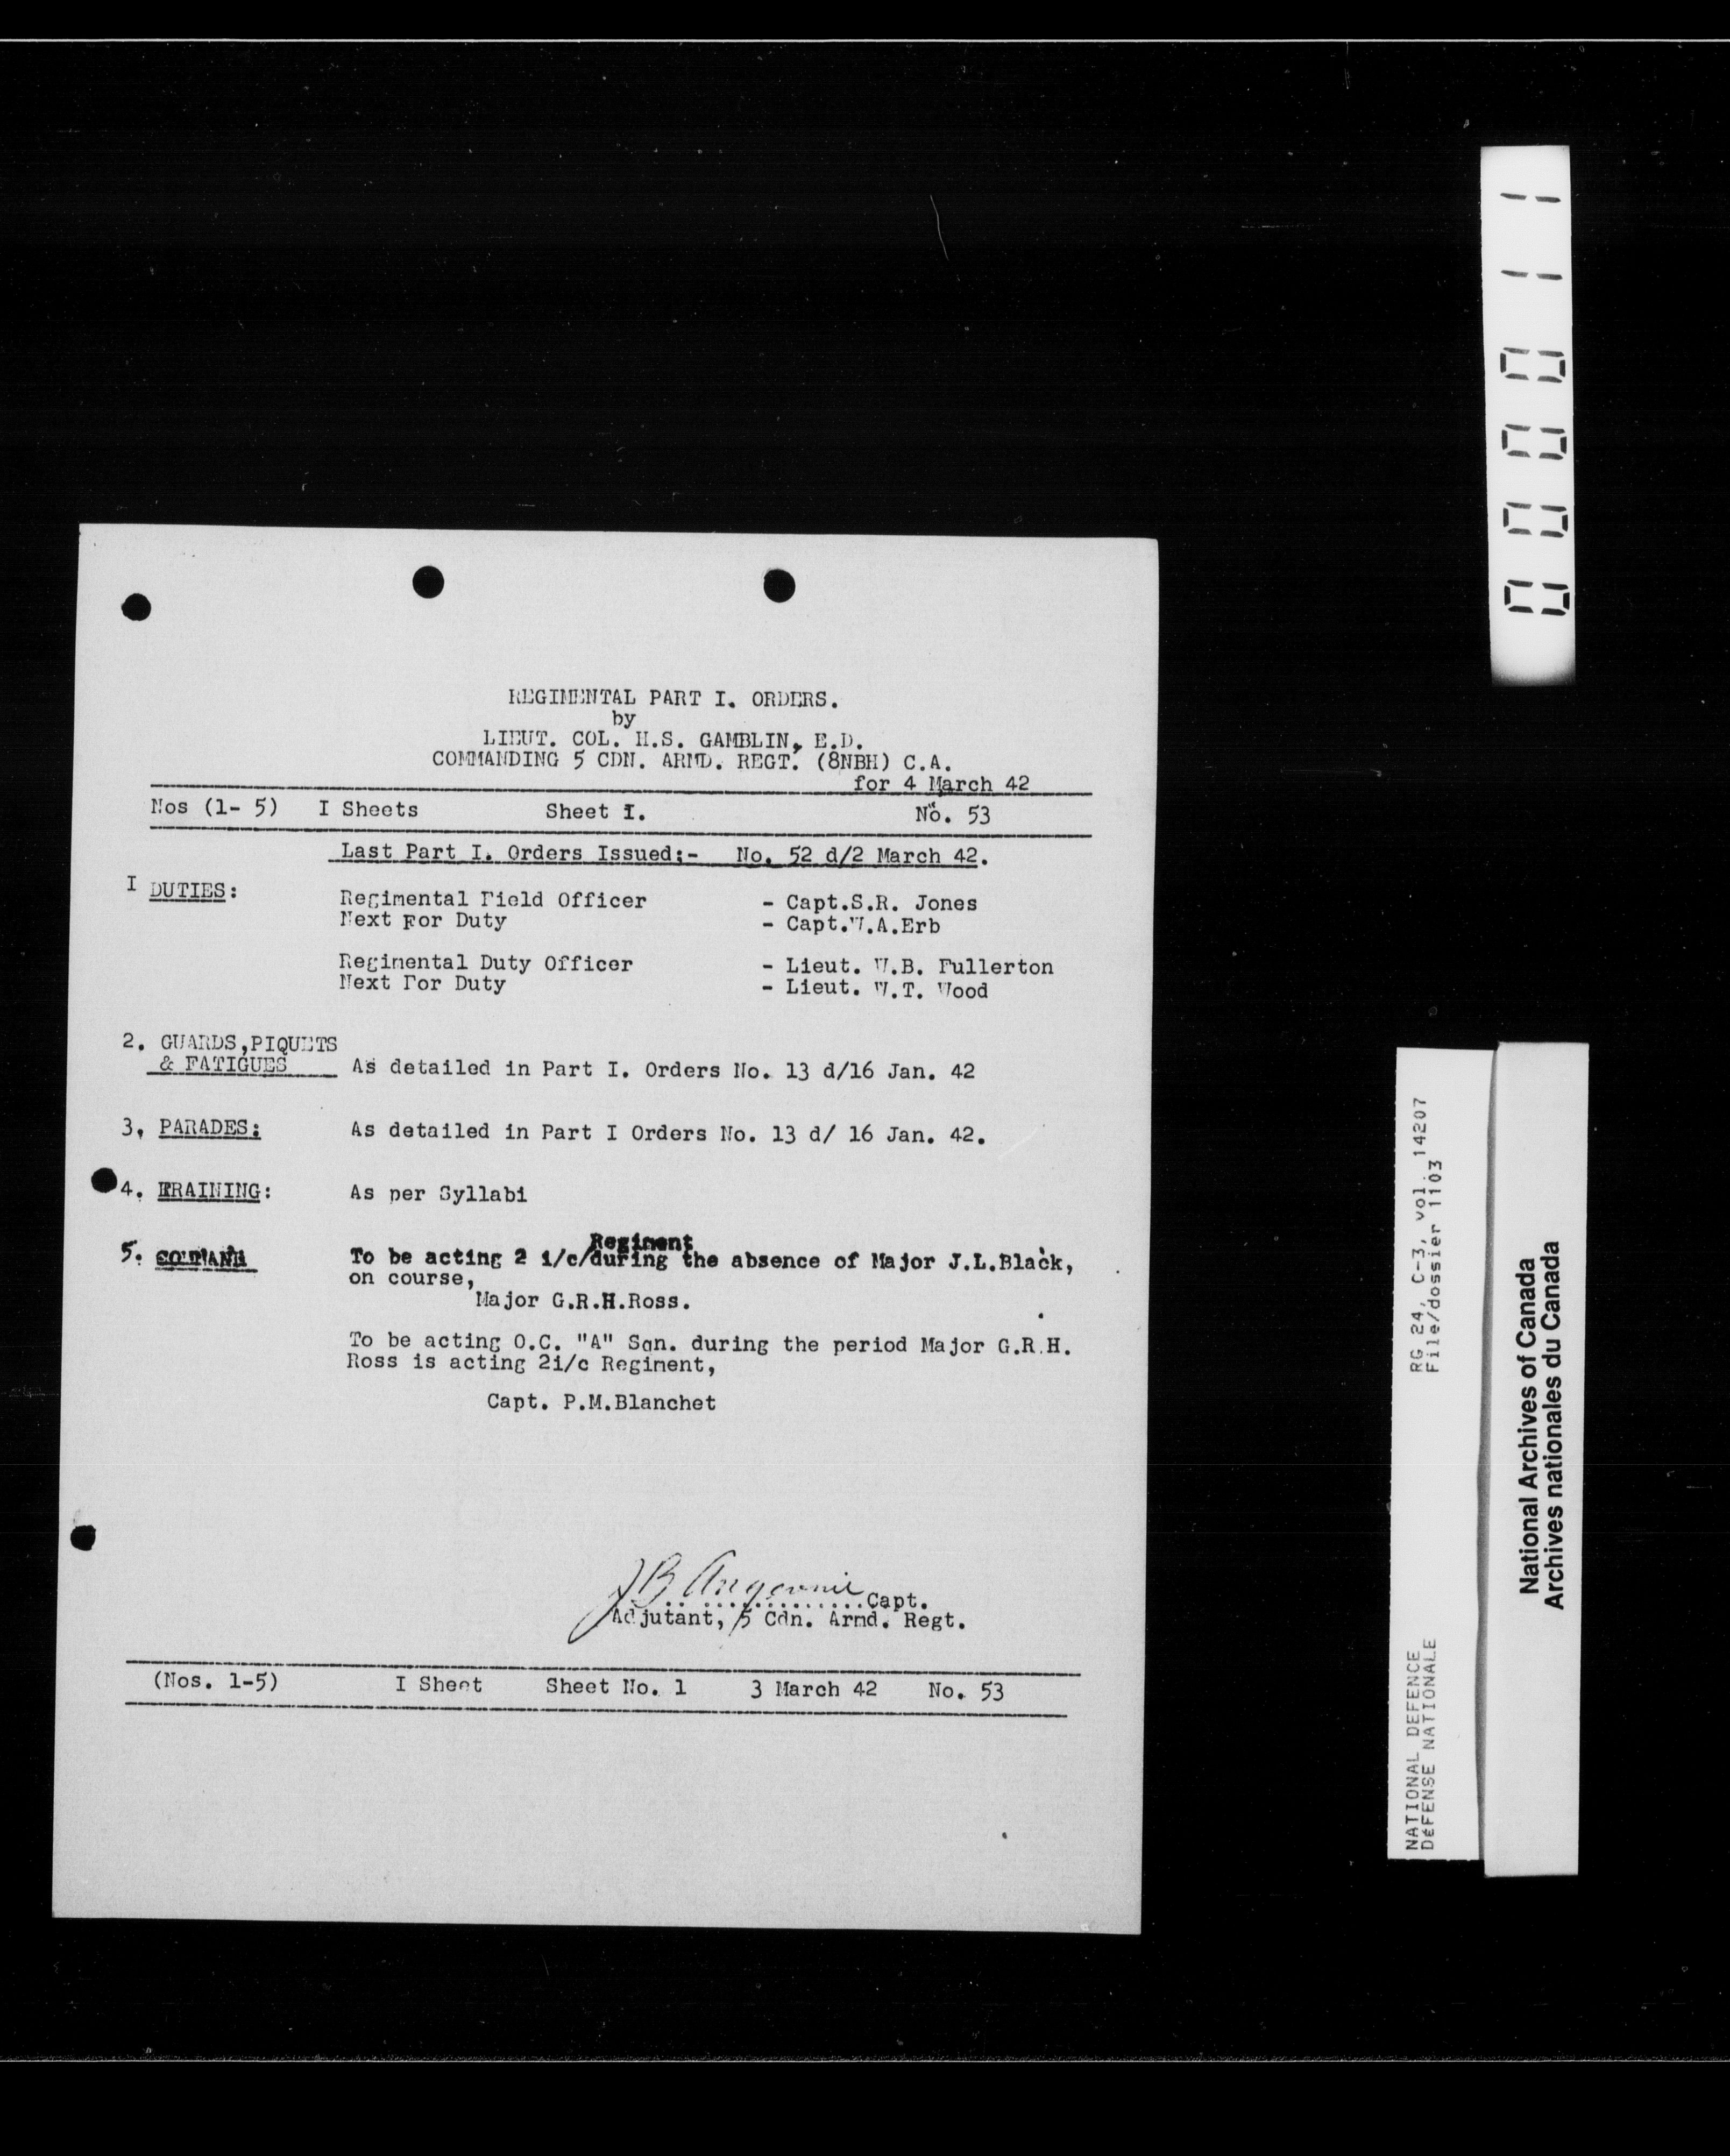 REGIMENTAL PART I. ORDERS.
by
LIEUT. COL. H.S. GAMBLIN, E.D.
COMMANDING 5 CDN. ARMD. REGT. (8NBH) C.A.
for 4 March 42
Nos (1- 5) I Sheets Sheet I. No. 53
Last Part I. Orders Issued:- No. 52 d/2 March 42.
I DUTIES:
Regimental Field Officer - Capt.S.R. Jones
Next For Duty - Capt.W.A.Erb
Regimental Duty Officer - Lieut. W.B. Fullerton
Next For Duty - Lieut. W.T. Wood
2. GUARDS,PIQUETS
& FATIGUES As detailed in Part I. Orders No. 13 d/16 Jan. 42
3. PARADES: As detailed in Part I Orders No. 13 d/ 16 Jan. 42.
4. TRAINING: As per Syllabi
5. COMMAND
Regiment
To be acting 2 i/c/during the absence of Major J.L.Black,
on course,
Major G.R.H.Ross.
To be acting O.C. "A" Sqn. during the period Major G.R.H.
Ross is acting 2i/c Regiment,
Capt. P.M.Blanchet
JB Angevine Capt.
Adjutant, 5 Cdn. Armd. Regt.
(Nos. 1-5) I Sheet Sheet No. 1 3 March 42 No. 53
000011
RG 24, C-3, vol. 14207
File/dossier 1103
NATIONAL DEFENCE
DéFENSE NATIONALE
National Archives of Canada
Archives nationales du Canada